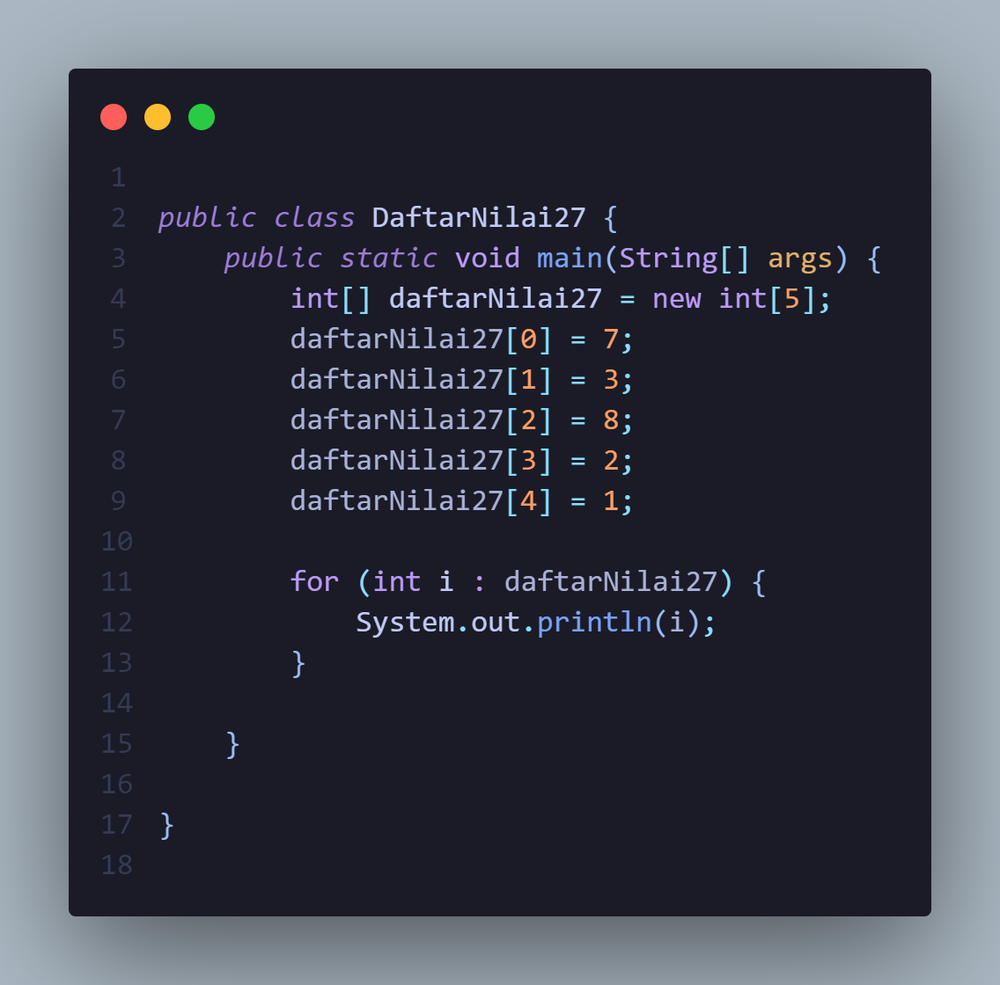 1
2 public class DaftarNilai27 {
3     public static void main(String[] args) {
4         int[] daftarNilai27 = new int[5];
5         daftarNilai27[0] = 7;
6         daftarNilai27[1] = 3;
7         daftarNilai27[2] = 8;
8         daftarNilai27[3] = 2;
9         daftarNilai27[4] = 1;
10
11         for (int i : daftarNilai27) {
12             System.out.println(i);
13         }
14
15     }
16
17 }
18